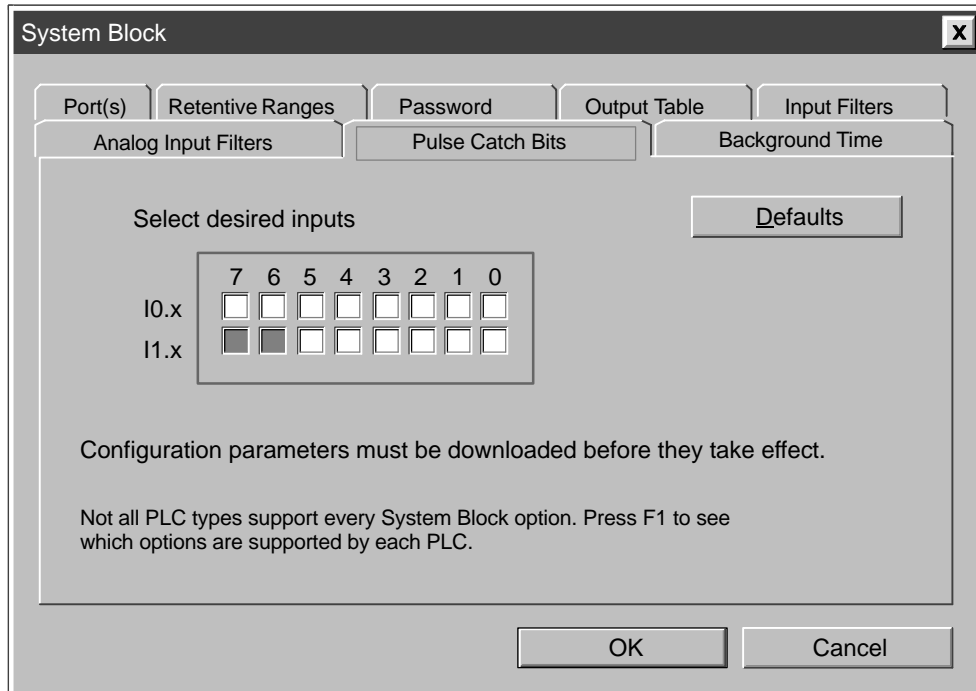 System Block
X
Port(s) Retentive Ranges Password Output Table Input Filters
Analog Input Filters Pulse Catch Bits Background Time
Select desired inputs
Defaults
7 6 5 4 3 2 1 0
I0.x
I1.x
Configuration parameters must be downloaded before they take effect.
Not all PLC types support every System Block option. Press F1 to see
which options are supported by each PLC.
OK Cancel